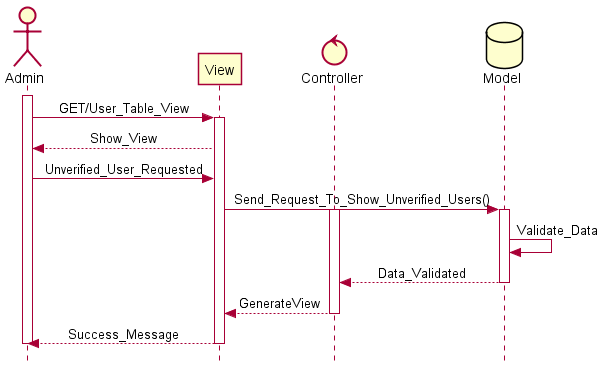 Admin
View
Controller
Model
GET/User_Table_View
Show_View
Unverified_User_Requested
Send_Request_To_Show_Unverified_Users()
Validate_Data
Data_Validated
GenerateView
Success_Message